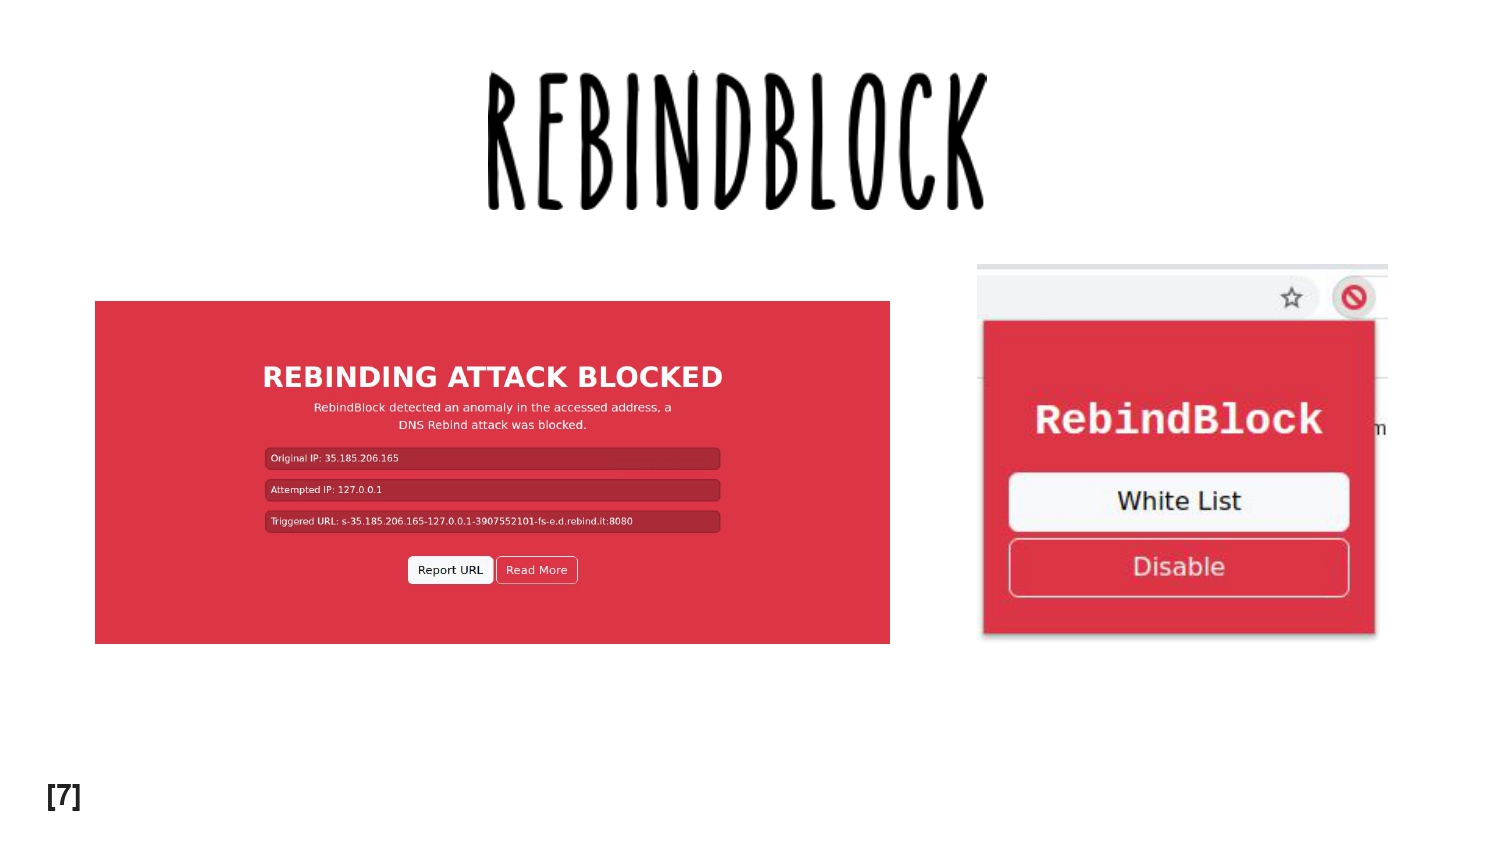 REBINDBLOCK
REBINDING ATTACK BLOCKED
RebindBlock detected an anomaly in the accessed address, a
DNS Rebind attack was blocked.
Original IP: 35.185.206.165
Attempted IP: 127.0.0.1
Triggered URL: s-35.185.206.165-127.0.0.1-3907552101-fs-e.d.rebind.it:8080
Report URL
Read More
RebindBlock
m
White List
Disable
[7]